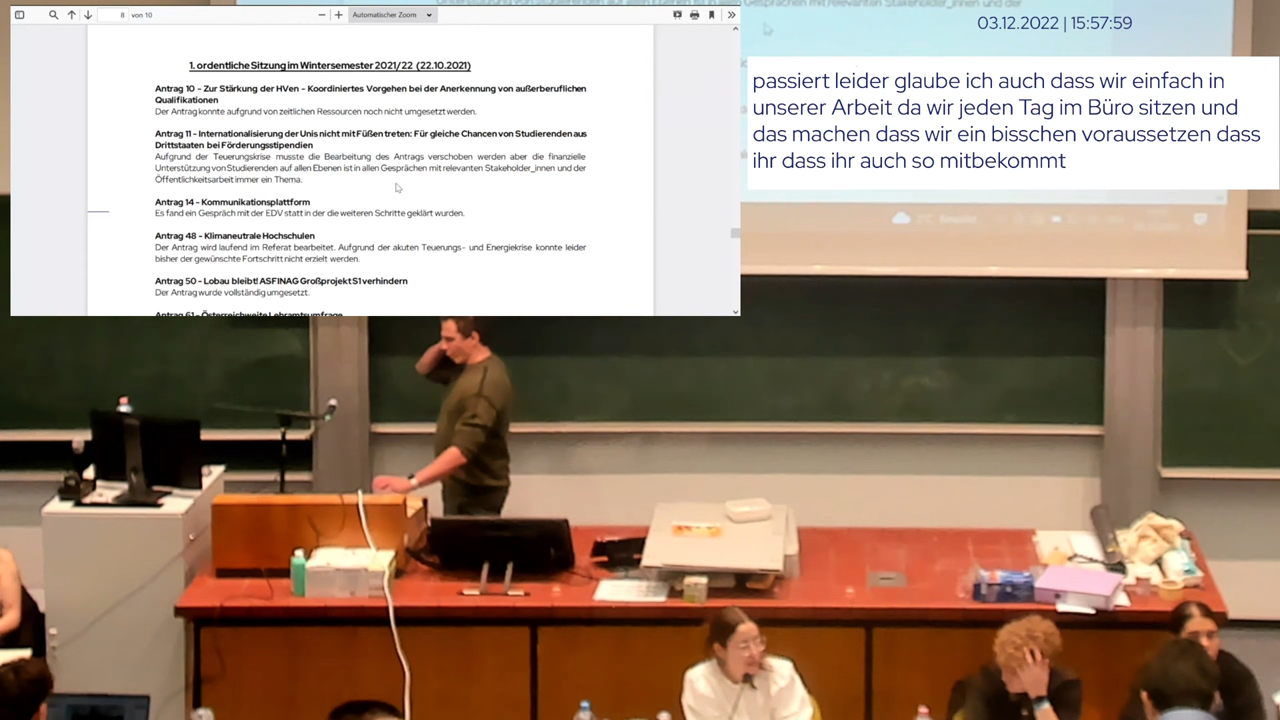 8 von 10
Automatischer Zoom
1. ordentliche Sitzung im Wintersemester 2021/22 (22.10.2021)
Antrag 10 - Zur Stärkung der HVen - Koordiniertes Vorgehen bei der Anerkennung von außerberuflichen
Qualifikationen
Der Antrag konnte aufgrund von zeitlichen Ressourcen noch nicht umgesetzt werden.
Antrag 11 - Internationalisierung der Unis nicht mit Füßen treten: Für gleiche Chancen von Studierenden aus
Drittstaaten bei Förderungsstipendien
Aufgrund der Teuerungskrise musste die Bearbeitung des Antrags verschoben werden aber die finanzielle
Unterstützung von Studierenden auf allen Ebenen ist in allen Gesprächen mit relevanten Stakeholder_innen und der
Öffentlichkeitsarbeit immer ein Thema.
Antrag 14 - Kommunikationsplattform
Es fand ein Gespräch mit der EDV statt in der die weiteren Schritte geklärt wurden.
Antrag 48 - Klimaneutrale Hochschulen
Der Antrag wird laufend im Referat bearbeitet. Aufgrund der akuten Teuerungs- und Energiekrise konnte leider
bisher der gewünschte Fortschritt nicht erzielt werden.
Antrag 50 - Lobau bleibt! ASFINAG Großprojekt S1 verhindern
Der Antrag wurde vollständig umgesetzt.
Antrag 61 - Österreichweite Lehramtsumfrage
03.12.2022 | 15:57:59
passiert leider glaube ich auch dass wir einfach in
unserer Arbeit da wir jeden Tag im Büro sitzen und
das machen dass wir ein bisschen voraussetzen dass
ihr dass ihr auch so mitbekommt